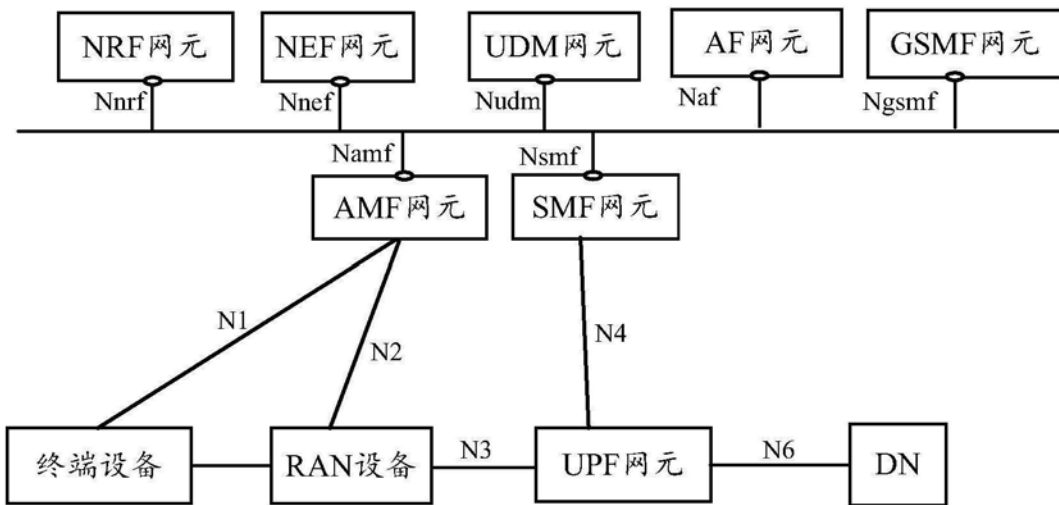 NRF网元
NEF网元
UDM网元
AF网元
GSMF网元
Nnrf
Nnef
Nudm
Naf
Ngsmf
Namf
Nsmf
AMF网元
SMF网元
N1
N2
N4
终端设备
RAN设备
N3
UPF网元
N6
DN